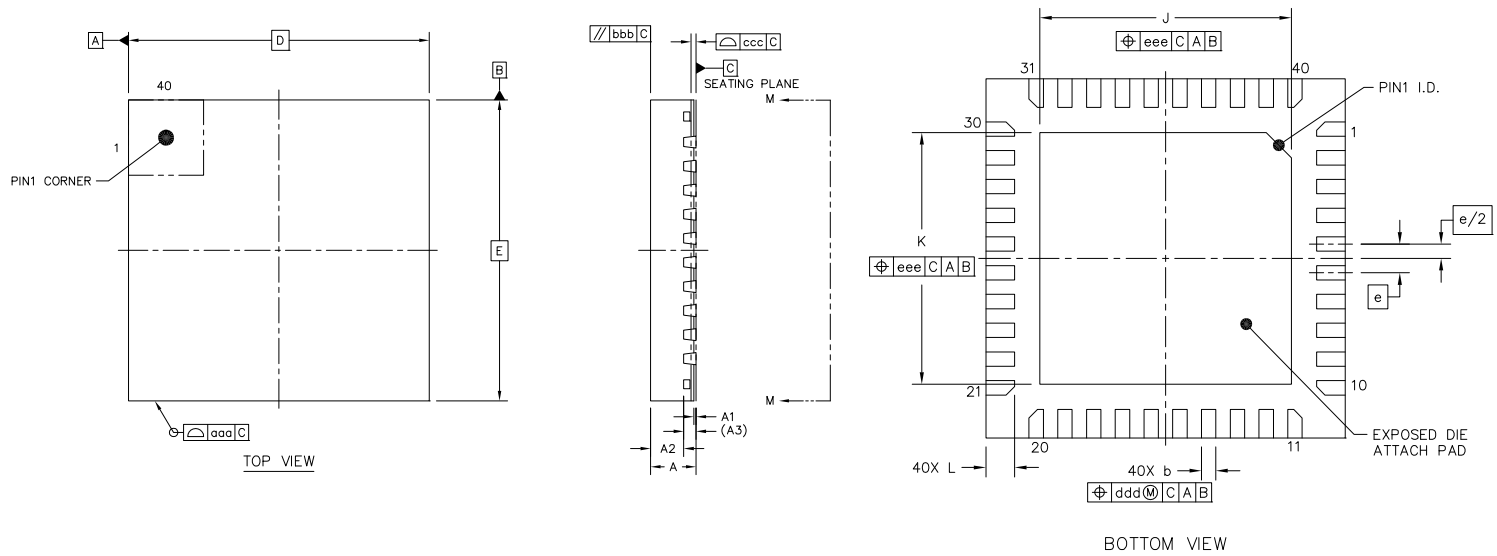 A
D
B
40
1
PIN1 CORNER
E
aaa C
TOP VIEW
// bbb C
ccc C
C
SEATING PLANE
M
M
A1
(A3)
A2
A
J
⌖ eee C A B
31
40
PIN1 I.D.
30
1
e/2
K
⌖ eee C A B
e
21
10
EXPOSED DIE
ATTACH PAD
20
11
40X L
40X b
⌖ ddd Ⓜ C A B
BOTTOM VIEW